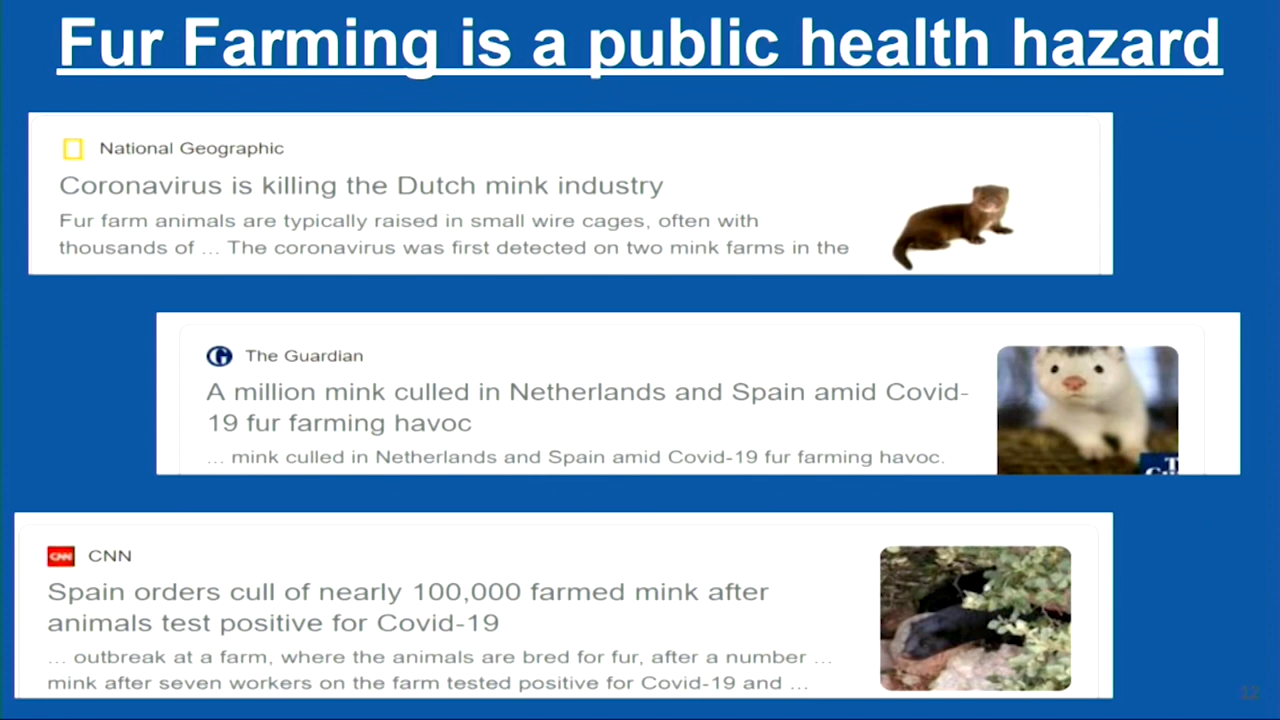 Fur Farming is a public health hazard
National Geographic
Coronavirus is killing the Dutch mink industry
Fur farm animals are typically raised in small wire cages, often with
thousands of ... The coronavirus was first detected on two mink farms in the
The Guardian
A million mink culled in Netherlands and Spain amid Covid-
19 fur farming havoc
... mink culled in Netherlands and Spain amid Covid-19 fur farming havoc.
CNN
CNN
Spain orders cull of nearly 100,000 farmed mink after
animals test positive for Covid-19
... outbreak at a farm, where the animals are bred for fur, after a number ...
mink after seven workers on the farm tested positive for Covid-19 and ...
12